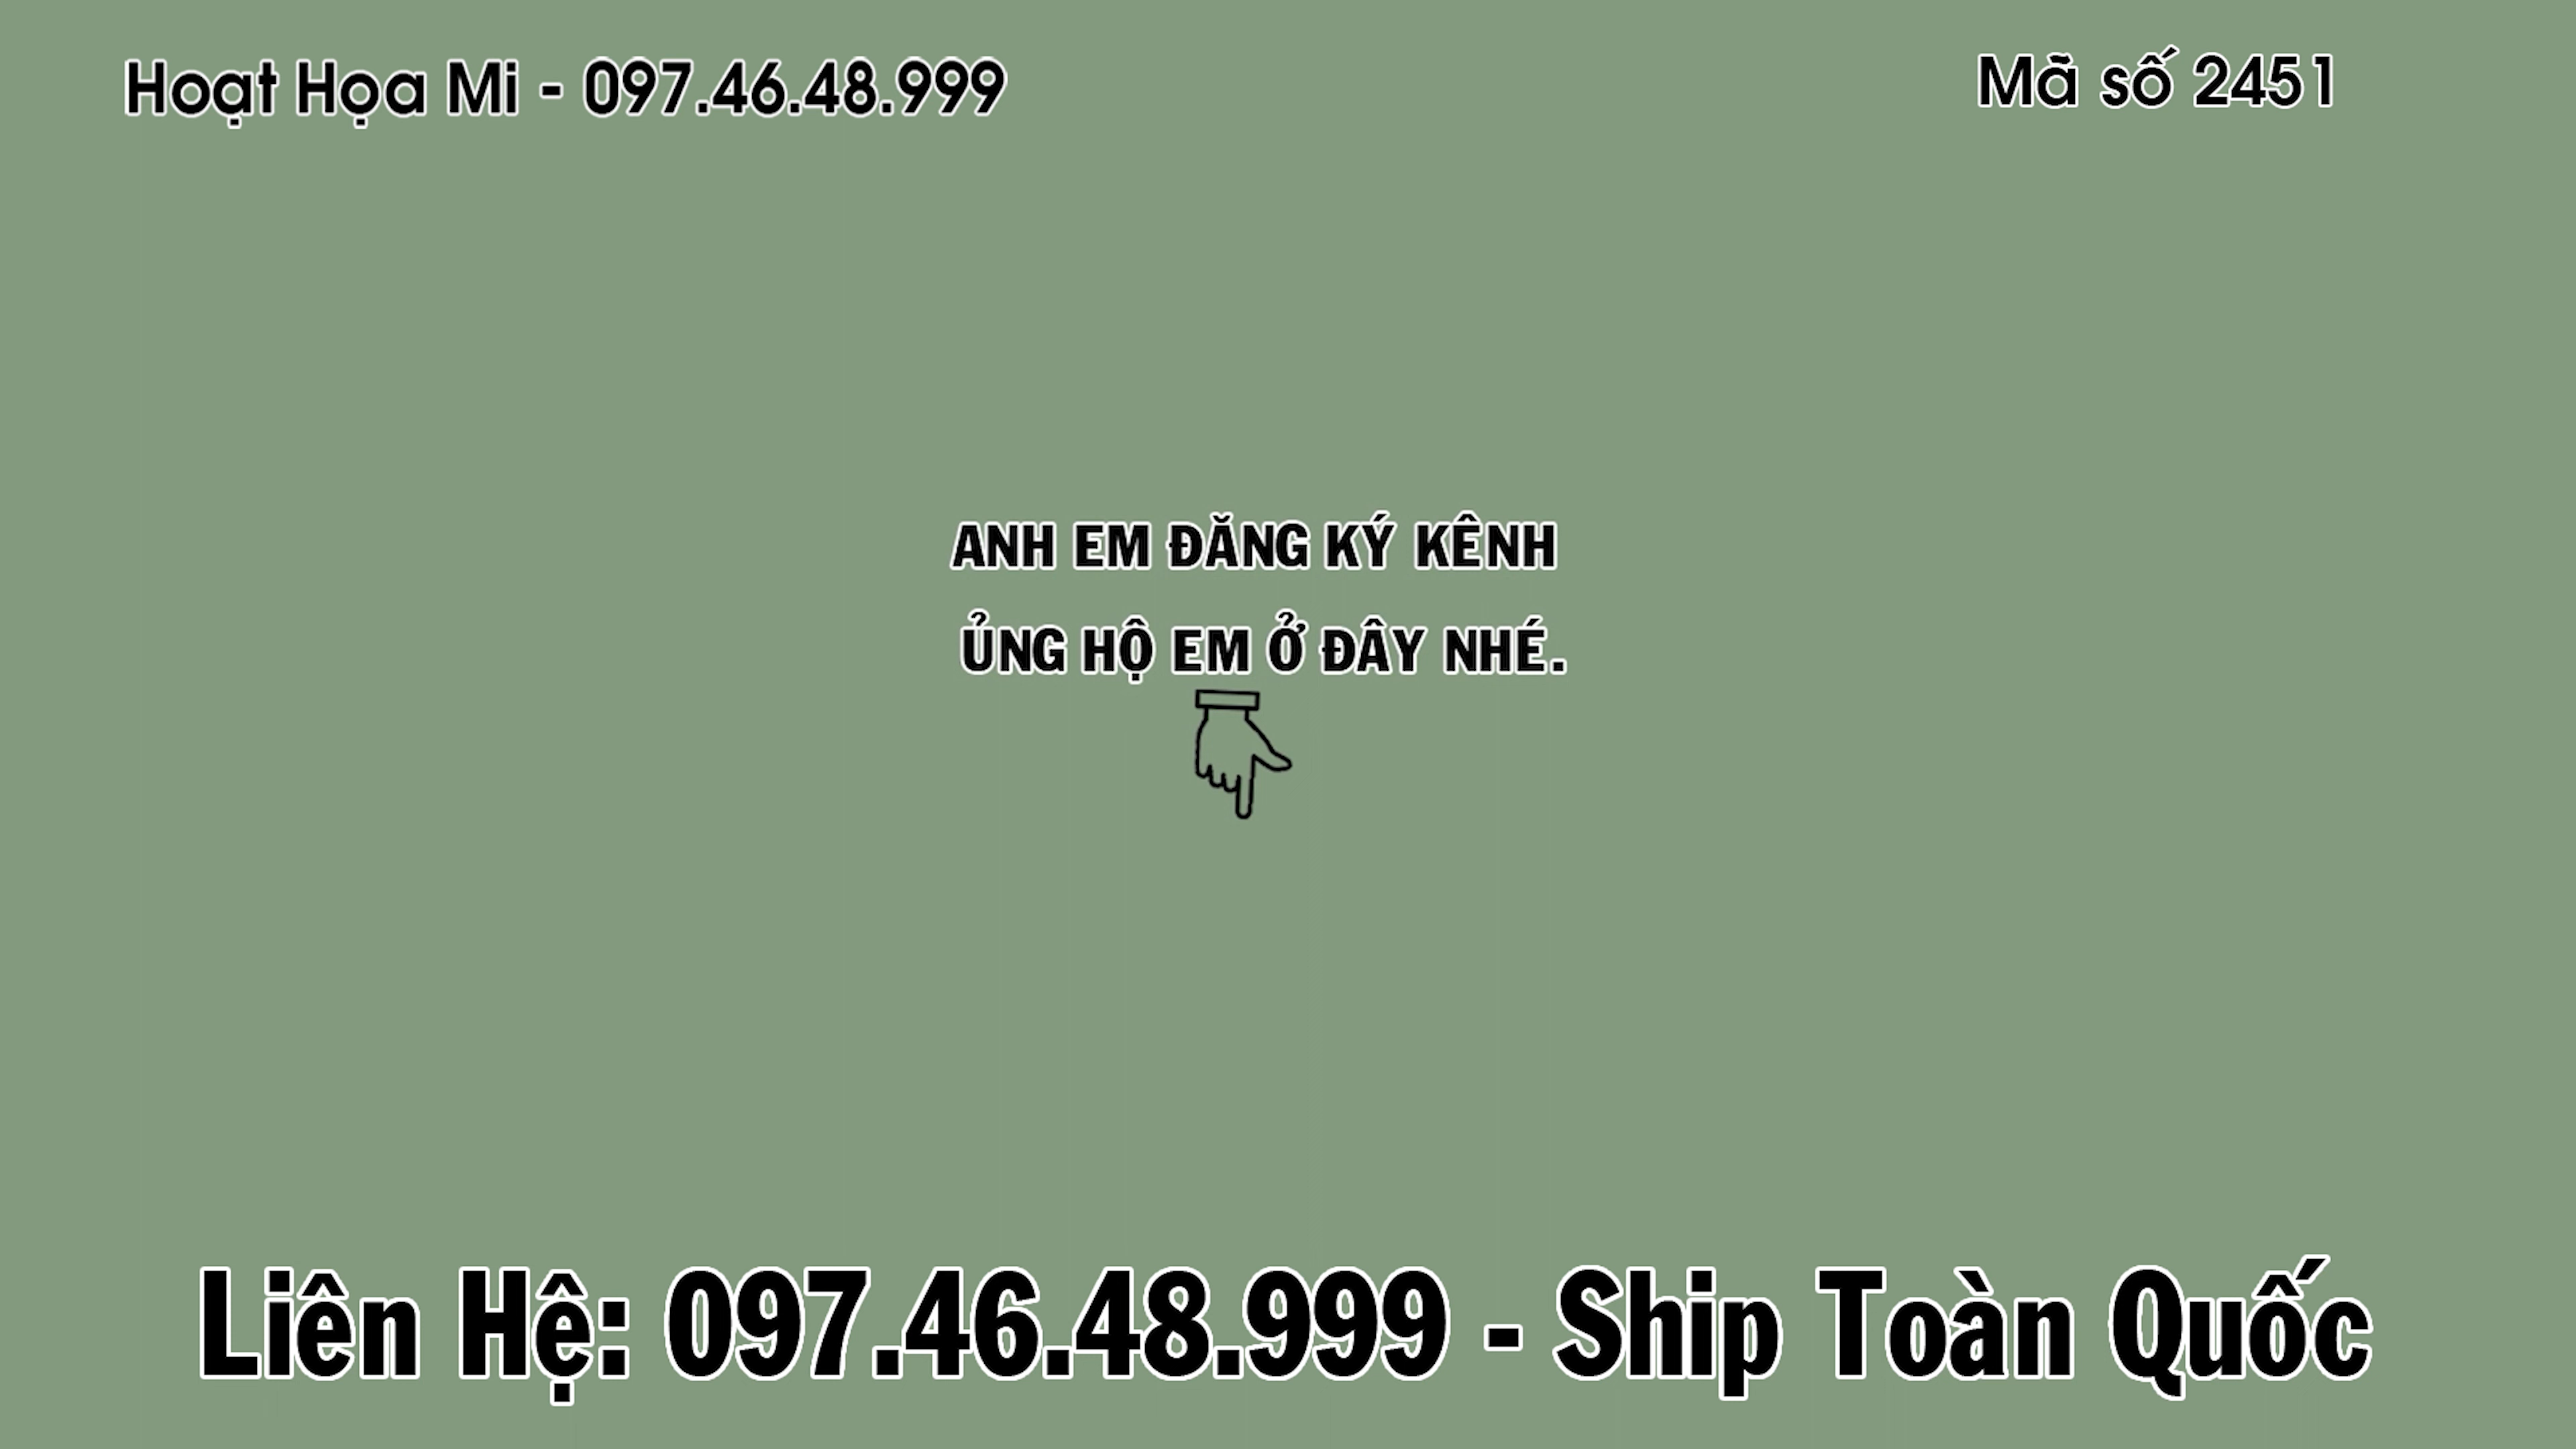 Hoạt Họa Mi - 097.46.48.999
Mã số 2451
ANH EM ĐĂNG KÝ KÊNH
ỦNG HỘ EM Ở ĐÂY NHÉ.
Liên Hệ: 097.46.48.999 - Ship Toàn Quốc